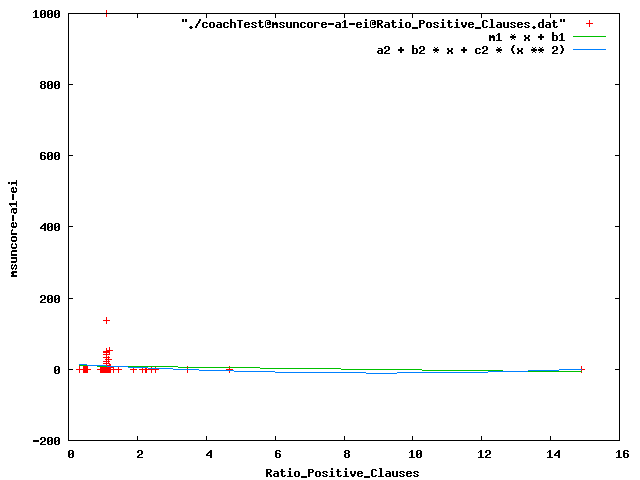 1000
800
600
400
200
0
-200
0 2 4 6 8 10 12 14 16
msuncore-a1-ei
Ratio_Positive_Clauses
"./coachTest@msuncore-a1-ei@Ratio_Positive_Clauses.dat"
m1 * x + b1
a2 + b2 * x + c2 * (x ** 2)